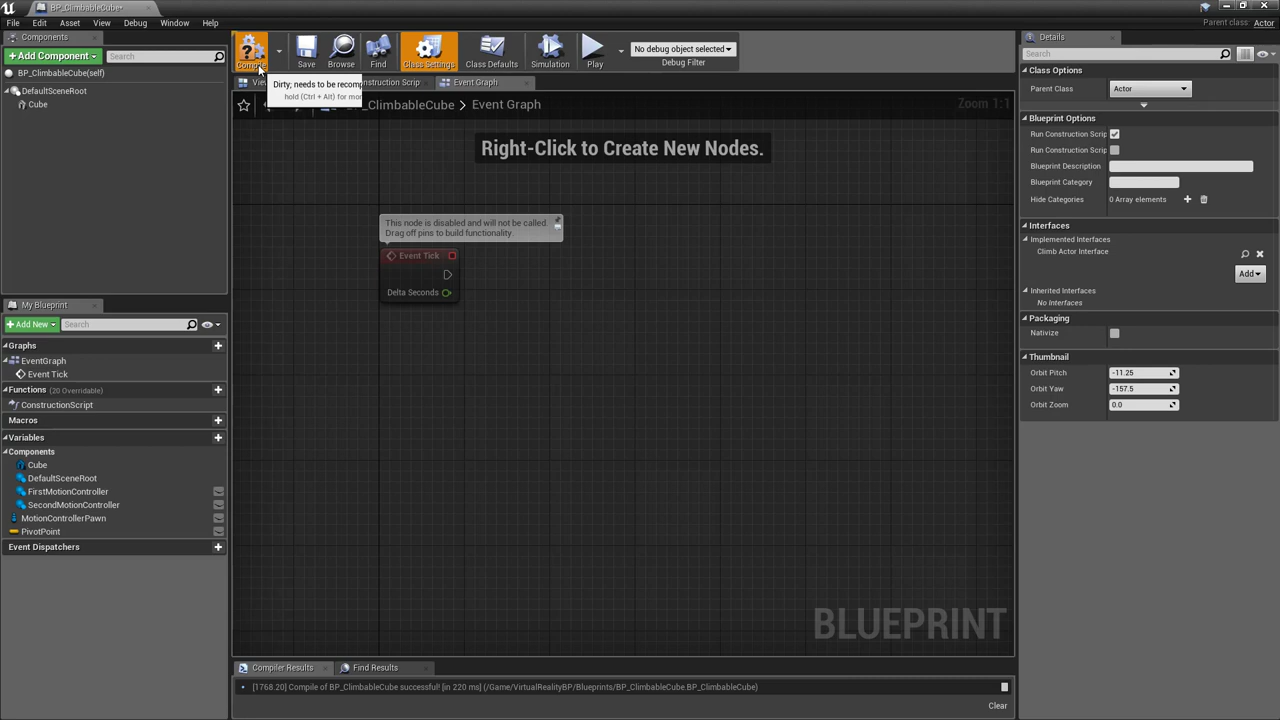 BP_ClimbableCube*
File Edit Asset View Debug Window Help
Parent class: Actor
Components
+Add Component
Search
BP_ClimbableCube(self)
DefaultSceneRoot
Cube
Compile
Save
Browse
Find
Class Settings
Class Defaults
Simulation
Play
No debug object selected
Debug Filter
Dirty; needs to be recomp
hold (Ctrl + Alt) for mor
View
nstruction Scrip
Event Graph
_ClimbableCube > Event Graph
Zoom 1:1
Right-Click to Create New Nodes.
This node is disabled and will not be called.
Drag off pins to build functionality.
Event Tick
Delta Seconds
BLUEPRINT
My Blueprint
+Add New
Search
Graphs
EventGraph
Event Tick
Functions (20 Overridable)
ConstructionScript
Macros
Variables
Components
Cube
DefaultSceneRoot
FirstMotionController
SecondMotionController
MotionControllerPawn
PivotPoint
Event Dispatchers
Compiler Results
Find Results
[1768.20] Compile of BP_ClimbableCube successful! [in 220 ms] (/Game/VirtualRealityBP/Blueprints/BP_ClimbableCube.BP_ClimbableCube)
Clear
Details
Search
Class Options
Parent Class Actor
Blueprint Options
Run Construction Scrip
Run Construction Scrip
Blueprint Description
Blueprint Category
Hide Categories 0 Array elements
Interfaces
Implemented Interfaces
Climb Actor Interface
Add
Inherited Interfaces
No Interfaces
Packaging
Nativize
Thumbnail
Orbit Pitch -11.25
Orbit Yaw -157.5
Orbit Zoom 0.0